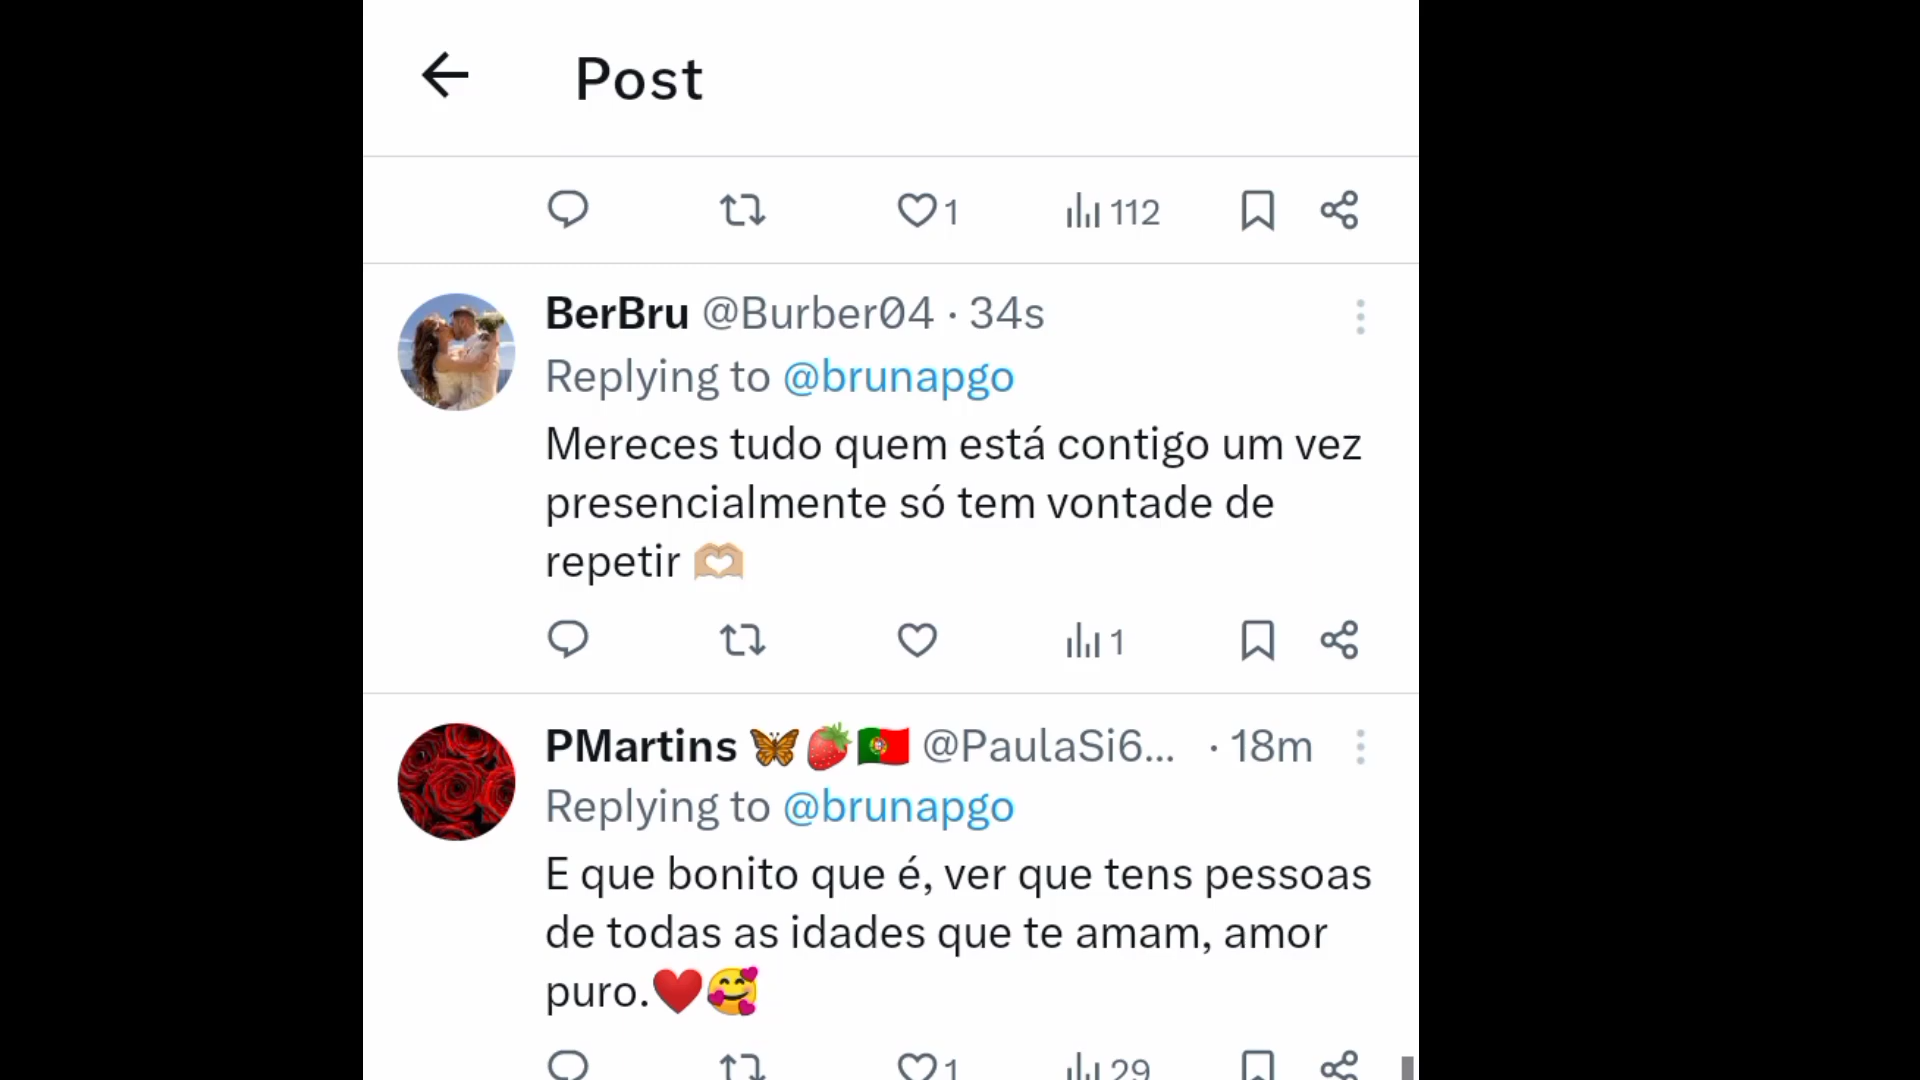 Post
1 112
BerBru @Burber04 · 34s
Replying to @brunapgo
Mereces tudo quem está contigo um vez
presencialmente só tem vontade de
repetir 🫶🏼
1
PMartins 🦋🍓🇵🇹 @PaulaSi6... · 18m
Replying to @brunapgo
E que bonito que é, ver que tens pessoas
de todas as idades que te amam, amor
puro.❤️🥰
1 29